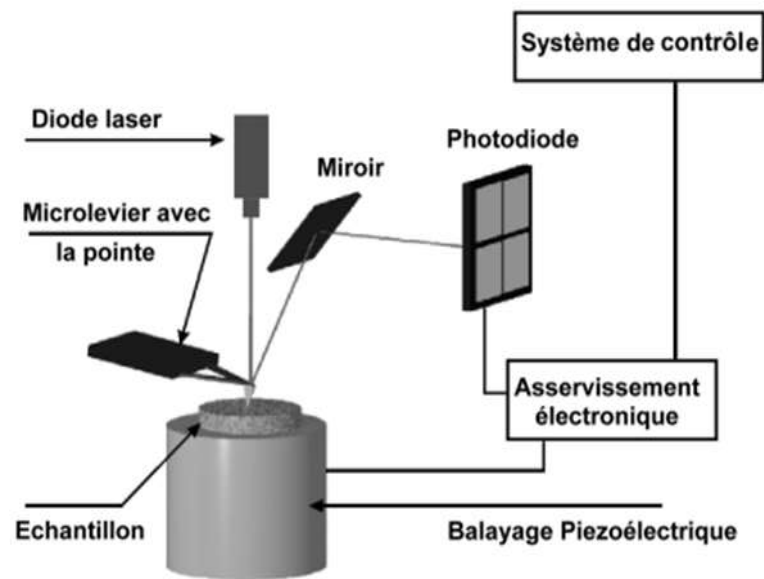 Système de contrôle
Diode laser
Miroir
Photodiode
Microlevier avec
la pointe
Asservissement
électronique
Echantillon
Balayage Piezoélectrique